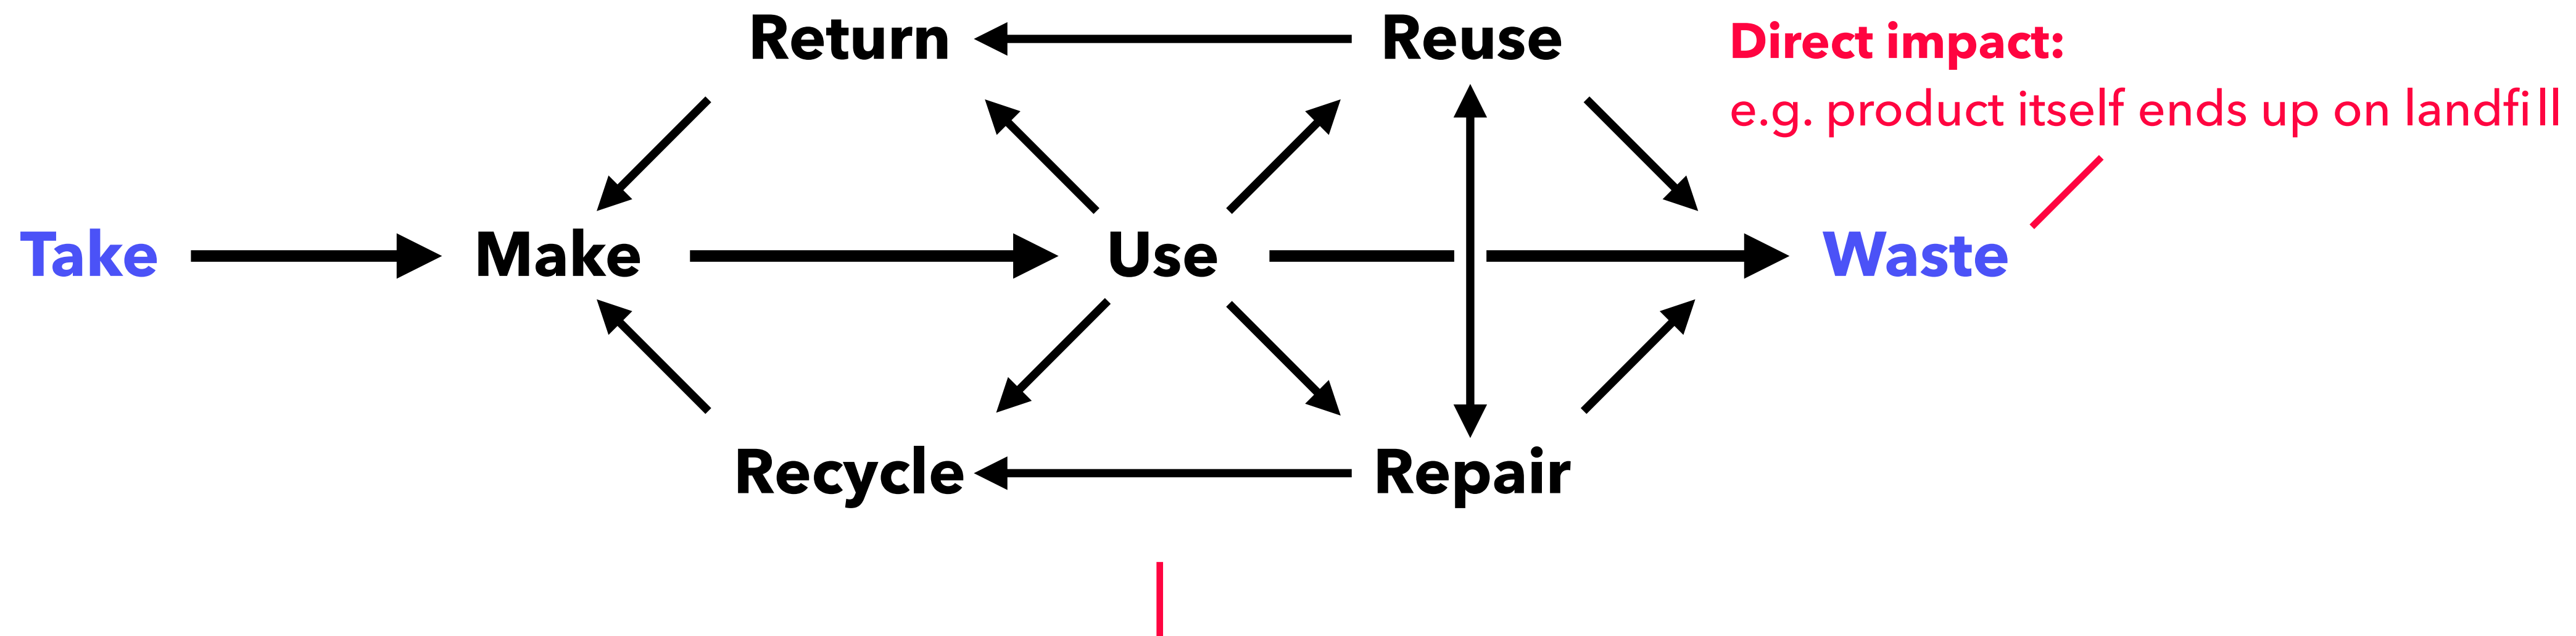 Return
Reuse
Direct impact:
e.g. product itself ends up on landfill
Take
Make
Use
Waste
Recycle
Repair